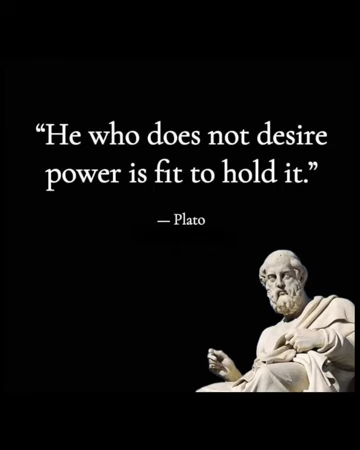 “He who does not desire
power is fit to hold it.”
— Plato